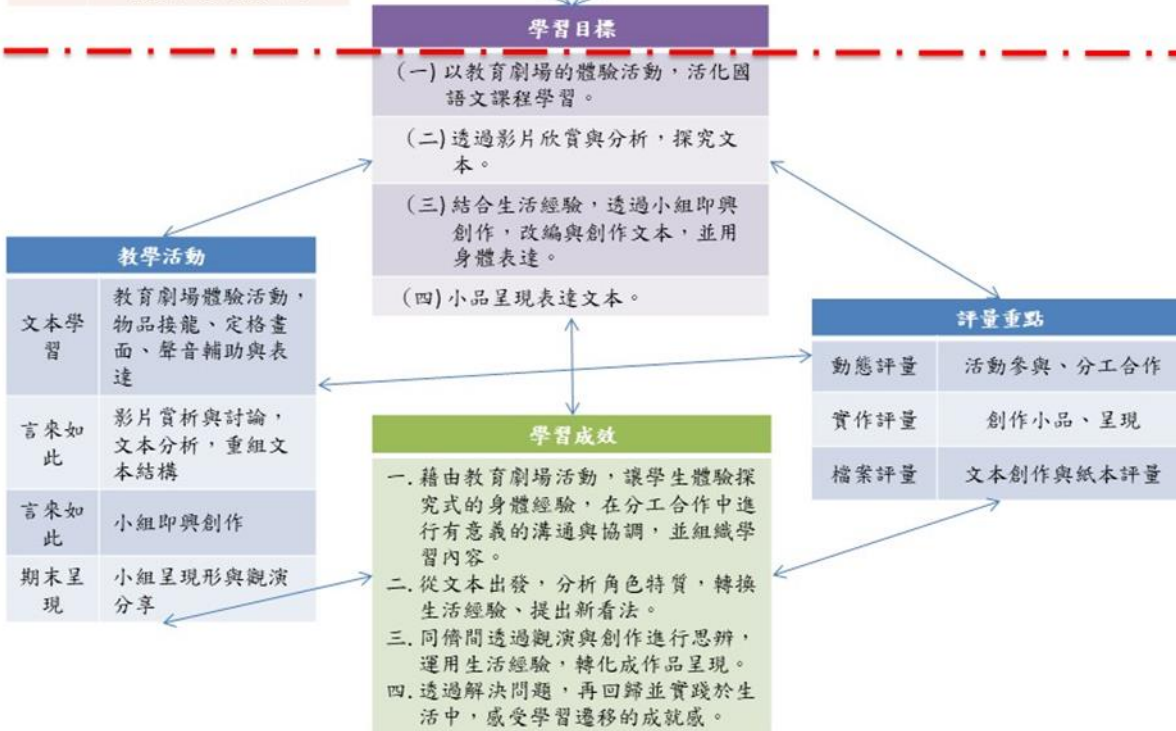 學習目標
(一)以教育劇場的體驗活動，活化國
語文課程學習。
(二)透過影片欣賞與分析，探究文
本。
(三)結合生活經驗，透過小組即興
創作，改編與創作文本，並用
身體表達。
(四)小品呈現表達文本。
教學活動
文本學
習
教育劇場體驗活動，
物品接龍、定格畫
面、聲音輔助與表
達
言來如
此
影片賞析與討論，
文本分析，重組文
本結構
言來如
此
小組即興創作
期末呈
現
小組呈現形與觀演
分享
評量重點
動態評量 活動參與、分工合作
實作評量 創作小品、呈現
檔案評量 文本創作與紙本評量
學習成效
一.藉由教育劇場活動，讓學生體驗探
究式的身體經驗，在分工合作中進
行有意義的溝通與協調，並組織學
習內容。
二.從文本出發，分析角色特質，轉換
生活經驗、提出新看法。
三.同儕間透過觀演與創作進行思辨，
運用生活經驗，轉化成作品呈現。
四.透過解決問題，再回歸並實踐於生
活中，感受學習遷移的成就感。